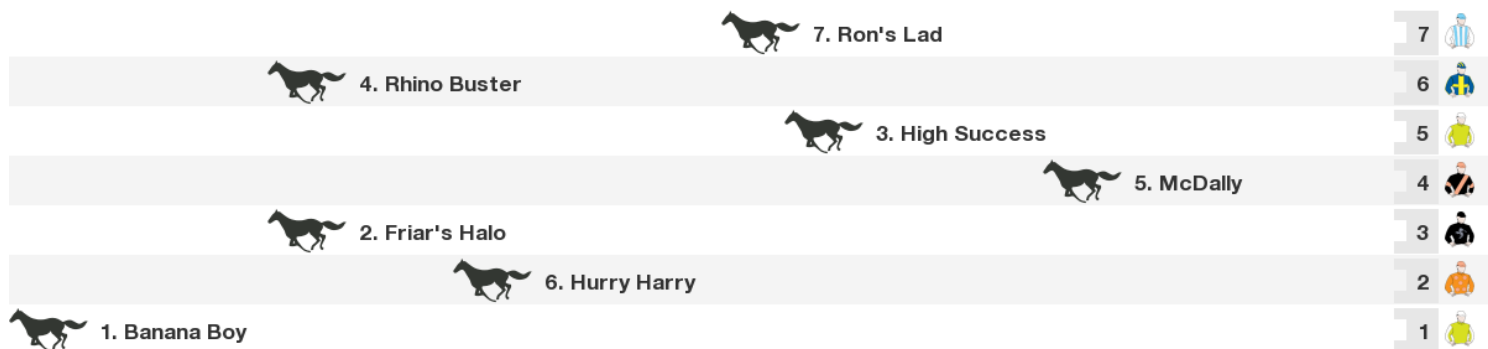 7. Ron's Lad 7
4. Rhino Buster 6
3. High Success 5
5. McDally 4
2. Friar's Halo 3
6. Hurry Harry 2
1. Banana Boy 1